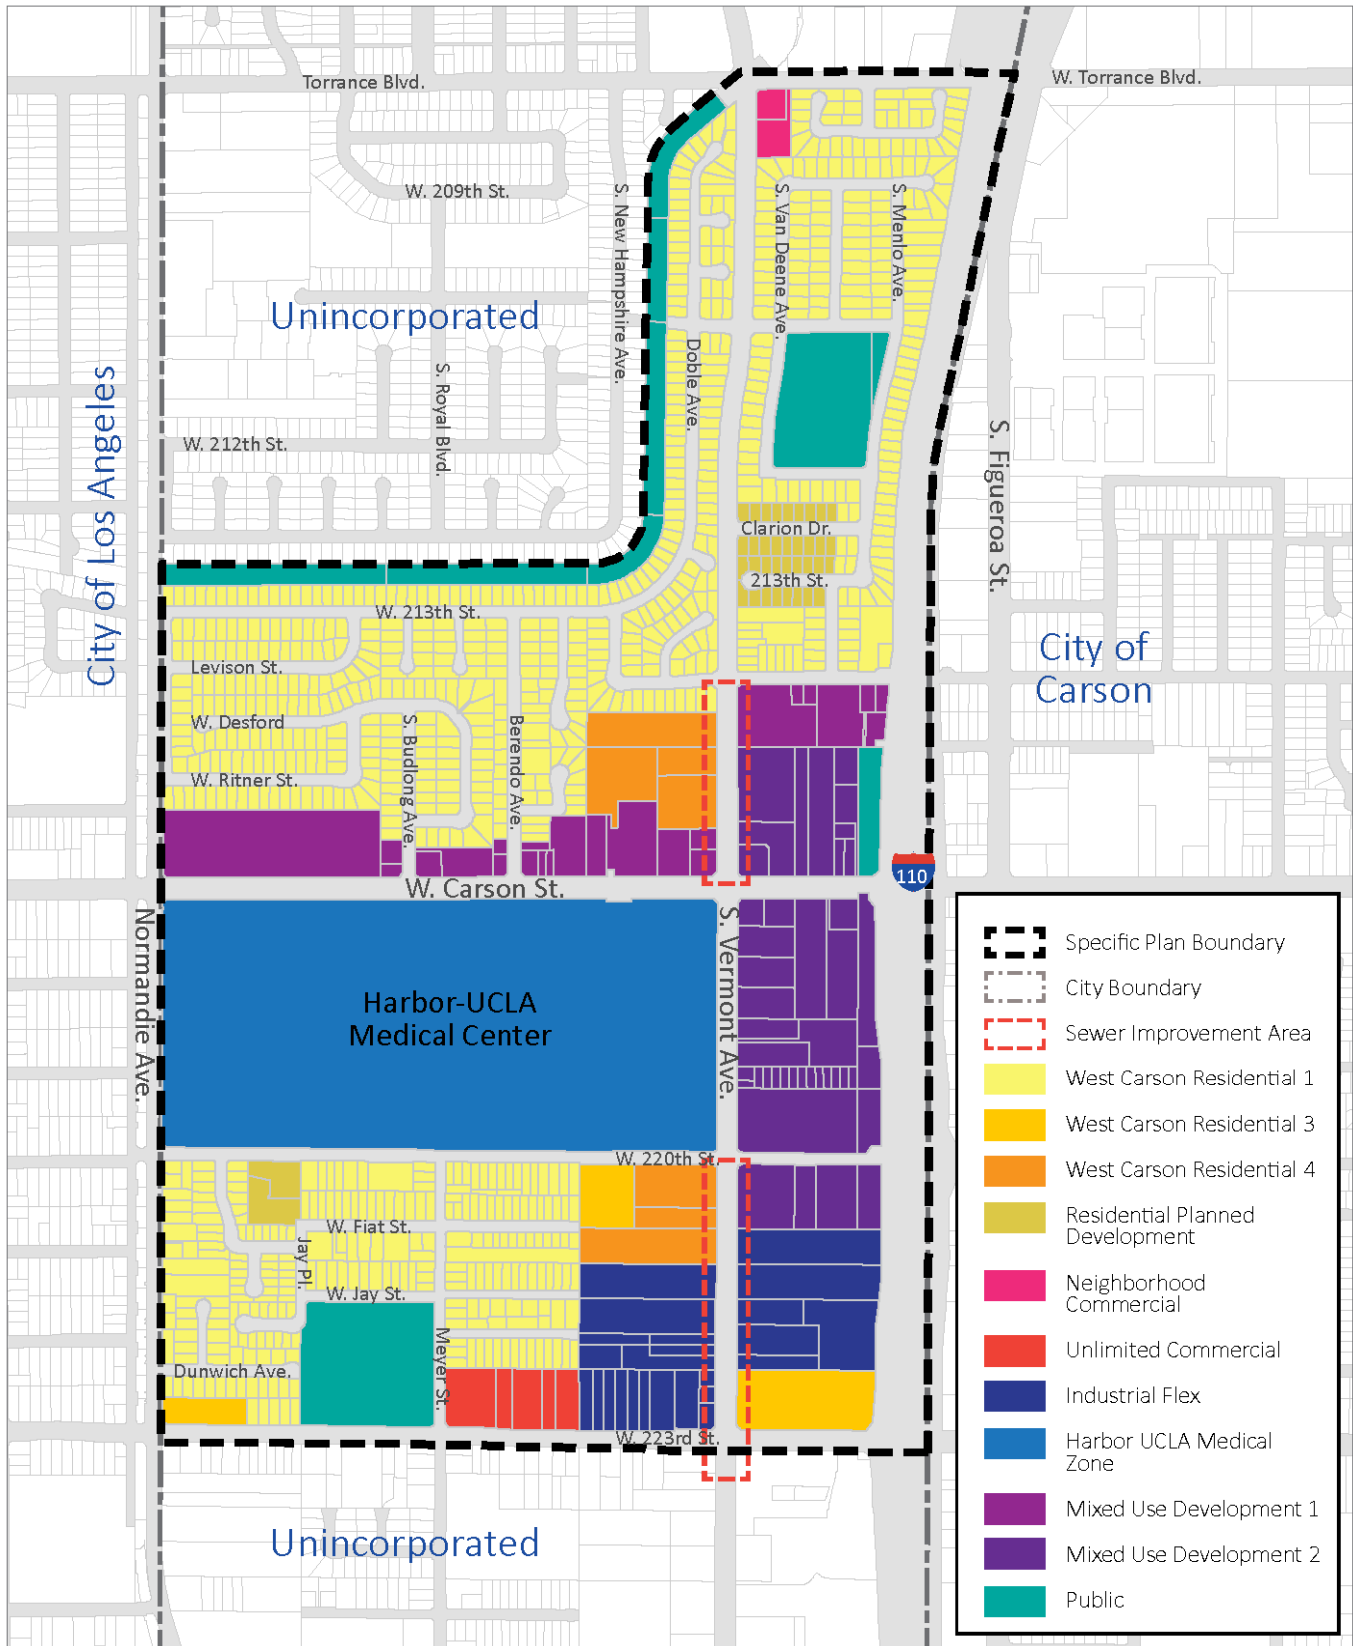 Torrance Blvd.
W. Torrance Blvd.
W. 209th St.
S. New Hampshire Ave.
S. Van Deene Ave.
S. Menlo Ave.
Unincorporated
Doble Ave.
S. Royal Blvd.
City of Los Angeles
W. 212th St.
S. Figueroa St.
Clarion Dr.
213th St.
W. 213th St.
City of
Carson
Levison St.
W. Desford
S. Budlong Ave.
Berendo Ave.
W. Ritner St.
110
W. Carson St.
Normandie Ave.
S. Vermont Ave.
Harbor-UCLA
Medical Center
W. 220th St.
W. Fiat St.
Jay Pl.
W. Jay St.
Meyer St.
Dunwich Ave.
W. 223rd St.
Unincorporated
Specific Plan Boundary
City Boundary
Sewer Improvement Area
West Carson Residential 1
West Carson Residential 3
West Carson Residential 4
Residential Planned
Development
Neighborhood
Commercial
Unlimited Commercial
Industrial Flex
Harbor UCLA Medical
Zone
Mixed Use Development 1
Mixed Use Development 2
Public